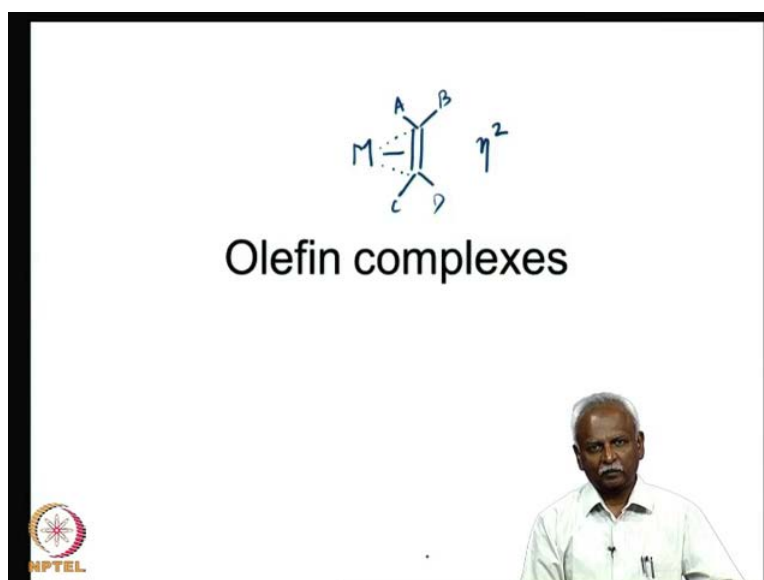 A B
M η²
C D
Olefin complexes
NPTEL